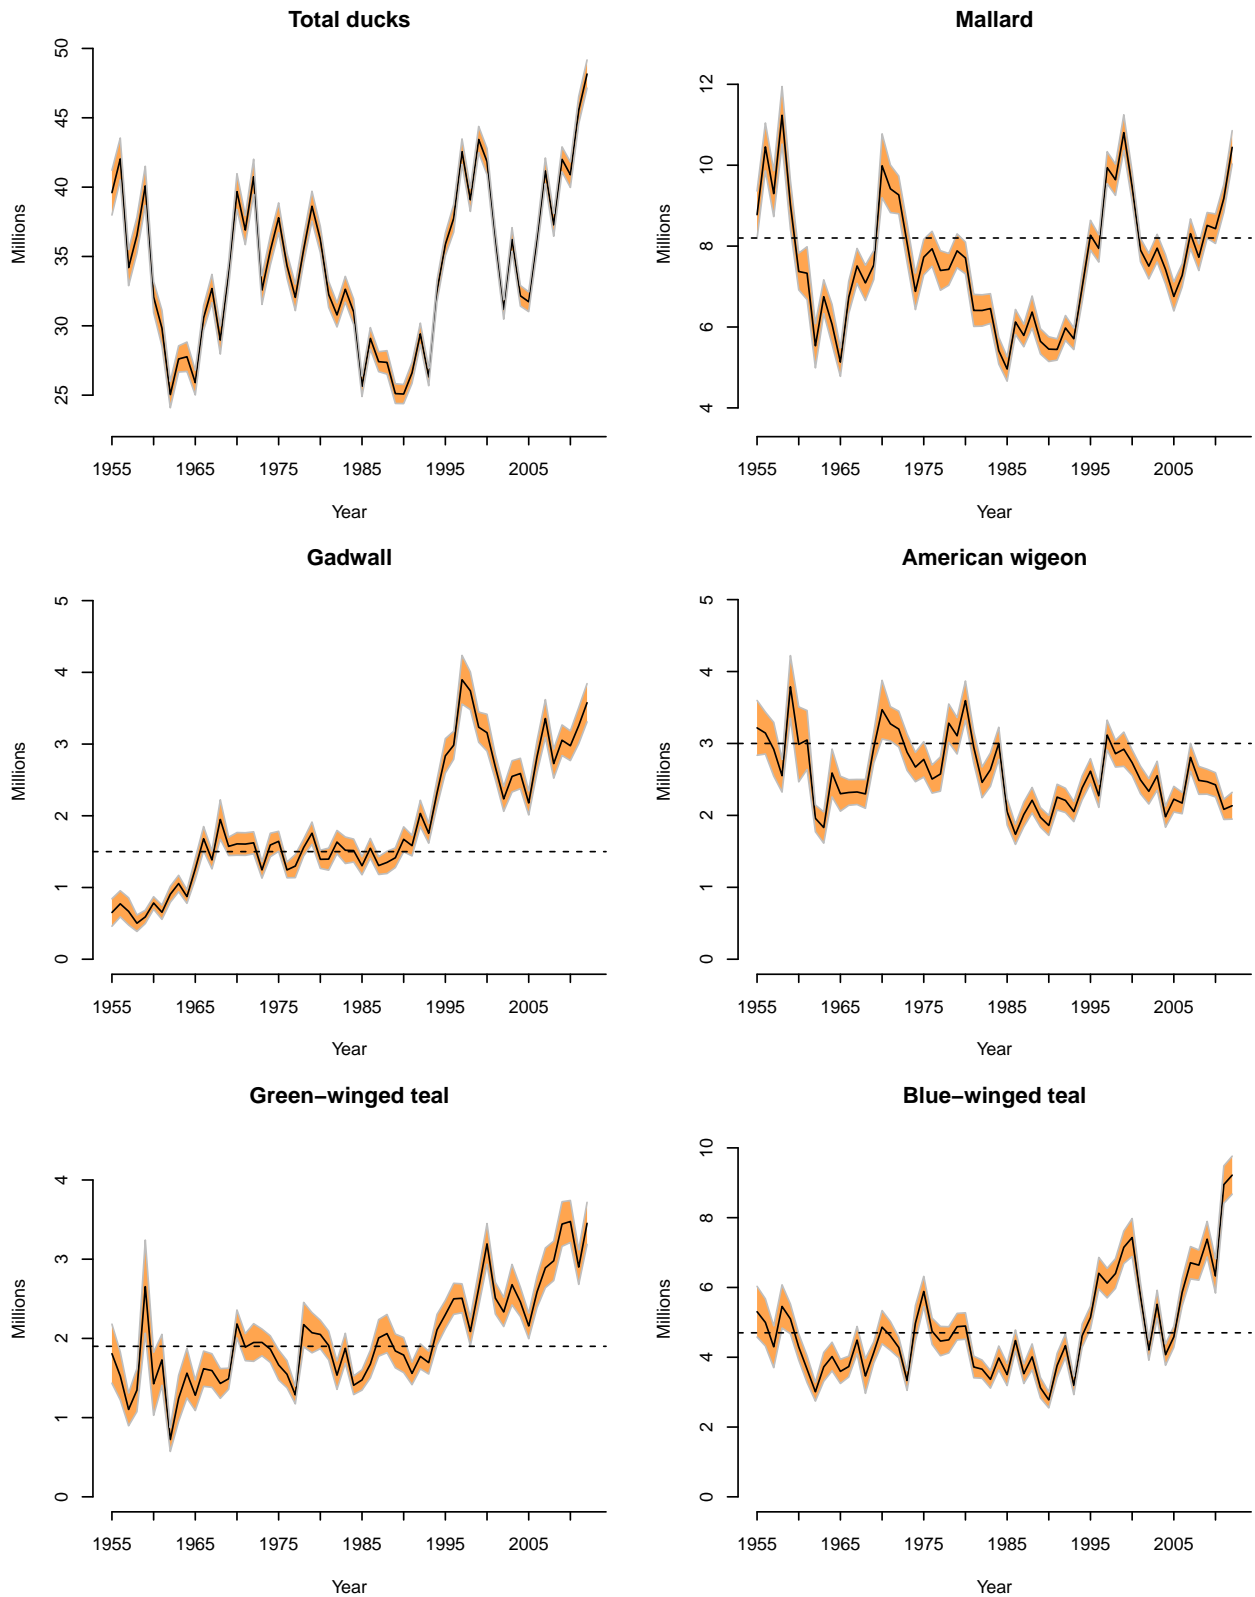 Total ducks
Millions
50
45
40
35
30
25
1955 1965 1975 1985 1995 2005
Year
Mallard
Millions
12
10
8
6
4
1955 1965 1975 1985 1995 2005
Year
Gadwall
Millions
5
4
3
2
1
0
1955 1965 1975 1985 1995 2005
Year
American wigeon
Millions
5
4
3
2
1
0
1955 1965 1975 1985 1995 2005
Year
Green−winged teal
Millions
4
3
2
1
0
1955 1965 1975 1985 1995 2005
Year
Blue−winged teal
Millions
10
8
6
4
2
0
1955 1965 1975 1985 1995 2005
Year